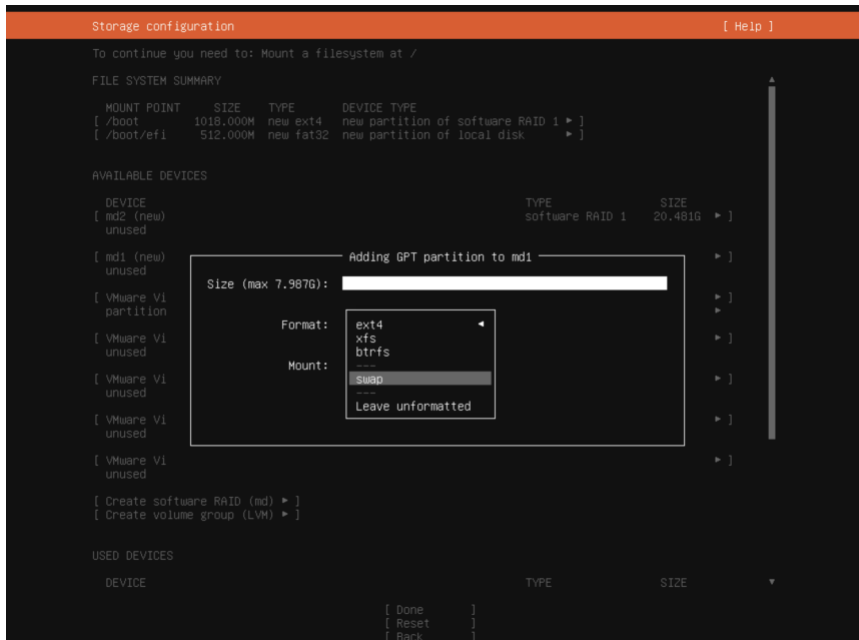 Storage configuration [ Help ]
To continue you need to: Mount a filesystem at /
FILE SYSTEM SUMMARY
MOUNT POINT SIZE TYPE DEVICE TYPE
[ /boot 1018.000M new ext4 new partition of software RAID 1 ▸ ]
[ /boot/efi 512.000M new fat32 new partition of local disk ▸ ]
AVAILABLE DEVICES
DEVICE TYPE SIZE
[ md2 (new) software RAID 1 20.481G ▸ ]
unused
[ md1 (new) ▸ ]
unused
Adding GPT partition to md1
Size (max 7.987G):
[ VMware Vi ▸ ]
partition ▸
Format: ext4 ◂
[ VMware Vi xfs ▸ ]
unused btrfs
Mount: ---
[ VMware Vi swap ▸ ]
unused ---
Leave unformatted
[ VMware Vi ▸ ]
unused
[ VMware Vi ▸ ]
unused
[ Create software RAID (md) ▸ ]
[ Create volume group (LVM) ▸ ]
USED DEVICES
DEVICE TYPE SIZE
[ Done ]
[ Reset ]
[ Back ]